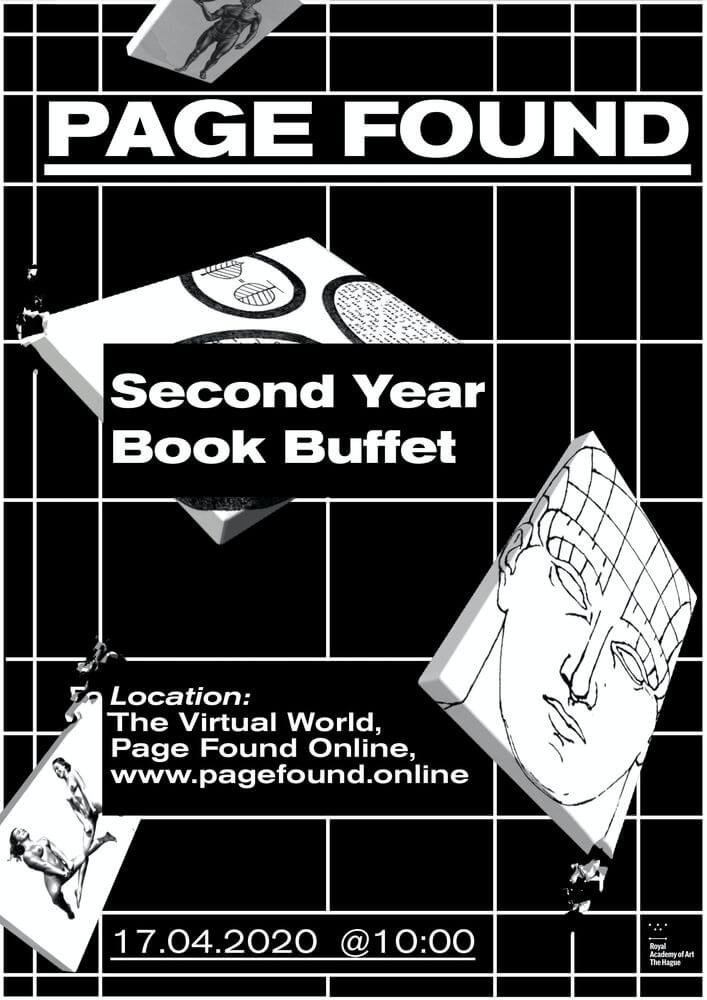 PAGE FOUND
Second Year
Book Buffet
Location:
The Virtual World,
Page Found Online,
www.pagefound.online
17.04.2020 @10:00
Royal
Academy of Art
The Hague